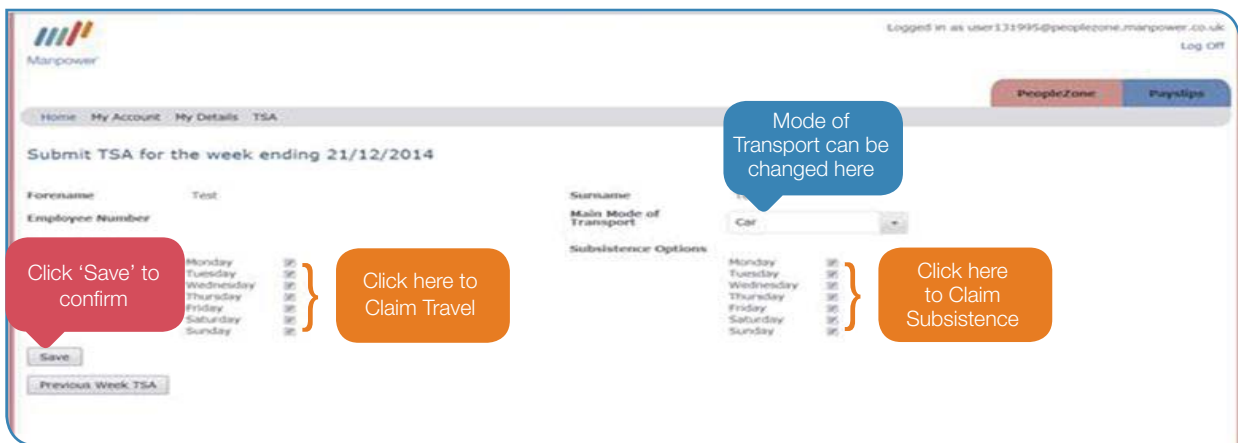 Logged in as user131995@peoplezone.manpower.co.uk
Log Off
Manpower
PeopleZone Payslips
Home My Account My Details TSA
Mode of
Transport can be
changed here
Submit TSA for the week ending 21/12/2014
Forename Test Surname
Employee Number Main Mode of
Transport Car
Subsistence Options
Click ‘Save’ to
confirm
Monday
Tuesday
Wednesday
Thursday
Friday
Saturday
Sunday
Click here to
Claim Travel
Monday
Tuesday
Wednesday
Thursday
Friday
Saturday
Sunday
Click here
to Claim
Subsistence
Save
Previous Week TSA